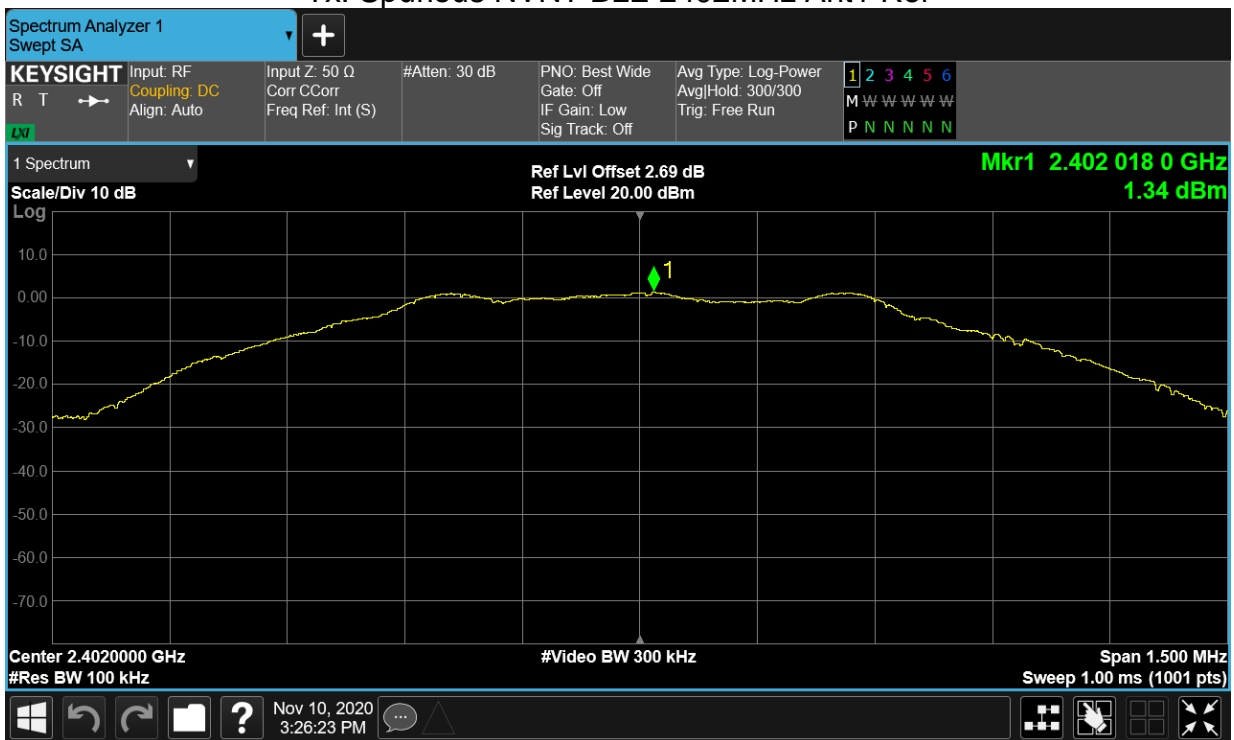 Spectrum Analyzer 1
Swept SA
+
KEYSIGHT
R T
LXI
Input: RF
Coupling: DC
Align: Auto
Input Z: 50 Ω
Corr CCorr
Freq Ref: Int (S)
#Atten: 30 dB
PNO: Best Wide
Gate: Off
IF Gain: Low
Sig Track: Off
Avg Type: Log-Power
Avg|Hold: 300/300
Trig: Free Run
1 2 3 4 5 6
M W W W W W
P N N N N N
1 Spectrum
Scale/Div 10 dB
Log
Ref Lvl Offset 2.69 dB
Ref Level 20.00 dBm
Mkr1 2.402 018 0 GHz
1.34 dBm
1
10.0
0.00
-10.0
-20.0
-30.0
-40.0
-50.0
-60.0
-70.0
Center 2.4020000 GHz
#Res BW 100 kHz
#Video BW 300 kHz
Span 1.500 MHz
Sweep 1.00 ms (1001 pts)
?
Nov 10, 2020
3:26:23 PM